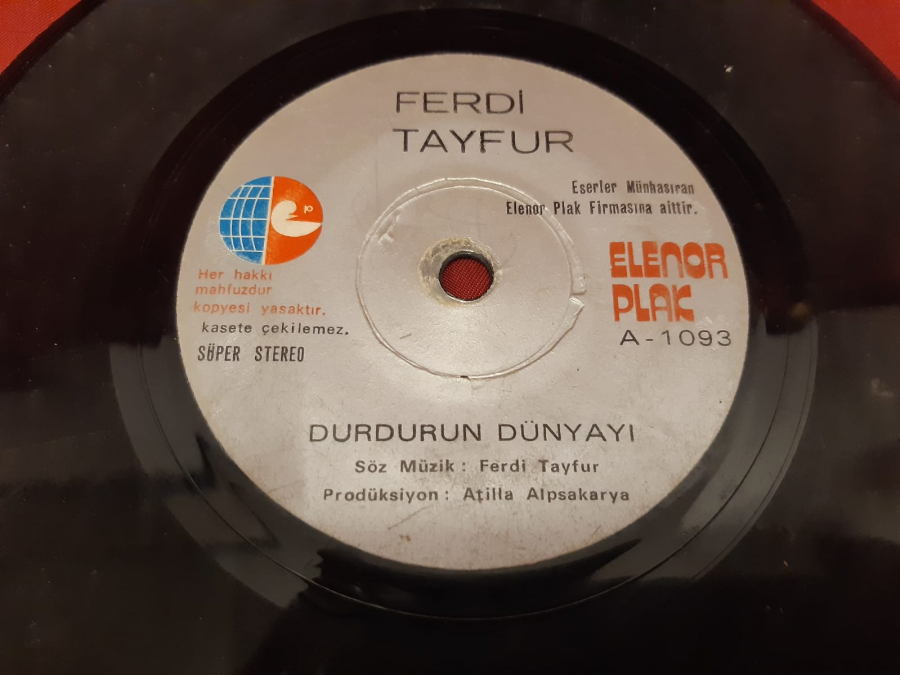 FERDİ
TAYFUR
Eserler Münhasıran
Elenor Plak Firmasına aittir.
Her hakkı
mahfuzdur
kopyesi yasaktır.
kasete çekilemez.
SÜPER STEREO
ELENOR
PLAK
A-1093
DURDURUN DÜNYAYI
Söz Müzik : Ferdi Tayfur
Prodüksiyon : Atilla Alpsakarya